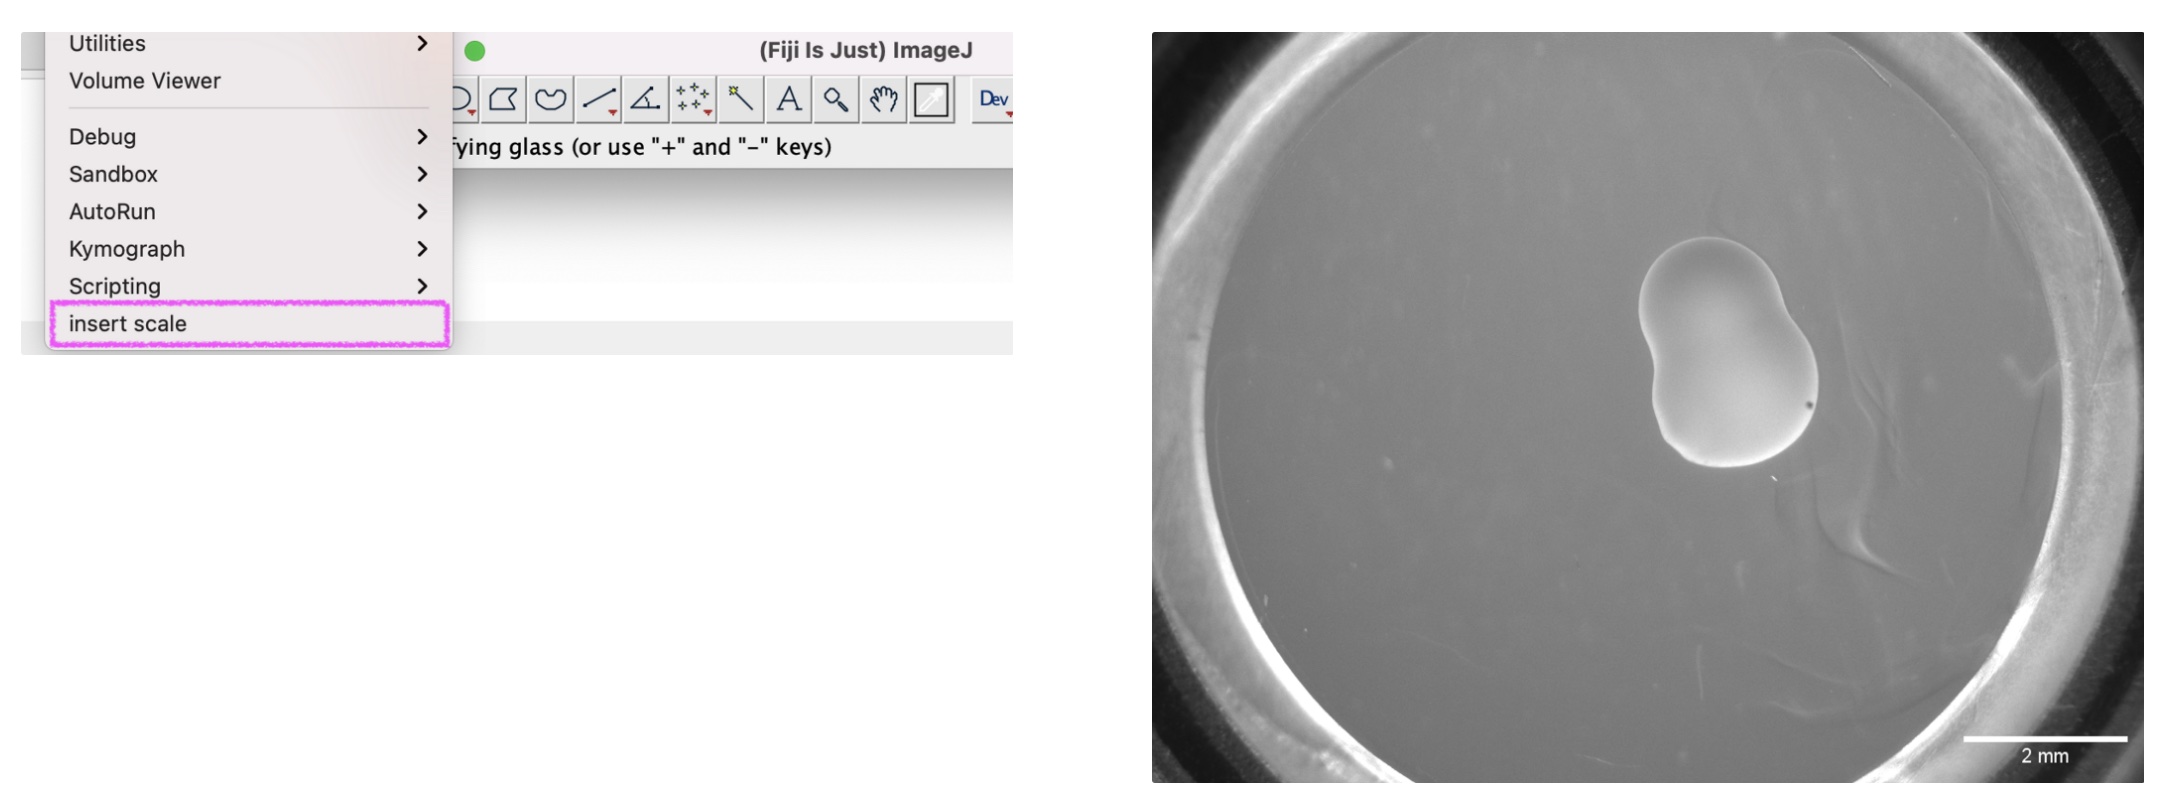 Utilities
(Fiji Is Just) ImageJ
Volume Viewer
A
Dev
Debug
fying glass (or use "+" and "-" keys)
Sandbox
AutoRun
Kymograph
Scripting
insert scale
2 mm